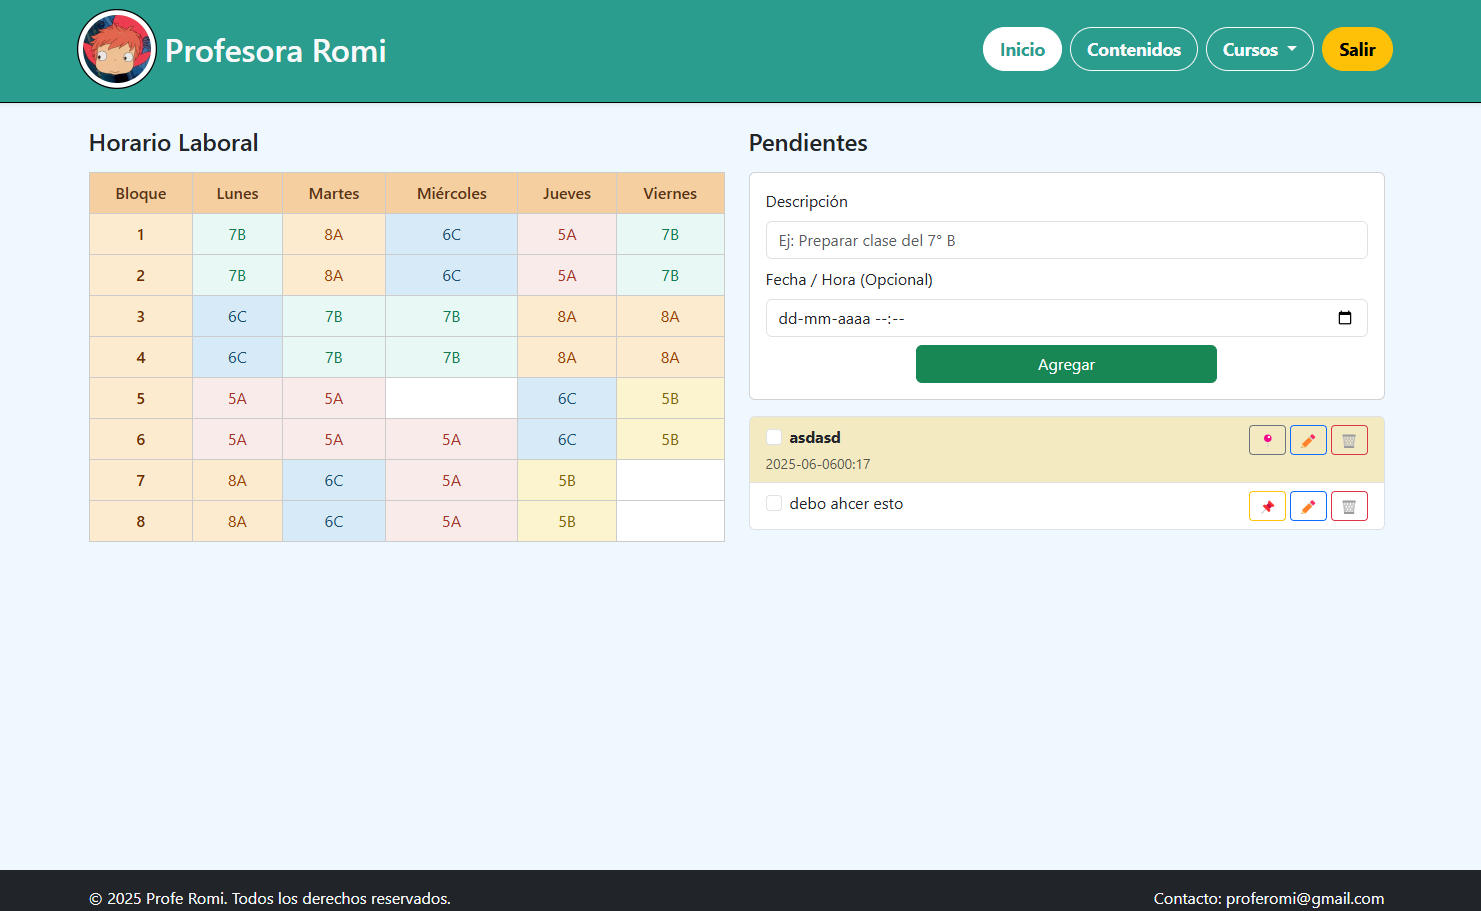 Profesora Romi
Inicio Contenidos Cursos Salir
Horario Laboral
Bloque Lunes Martes Miércoles Jueves Viernes
1 7B 8A 6C 5A 7B
2 7B 8A 6C 5A 7B
3 6C 7B 7B 8A 8A
4 6C 7B 7B 8A 8A
5 5A 5A 6C 5B
6 5A 5A 5A 6C 5B
7 8A 6C 5A 5B
8 8A 6C 5A 5B
Pendientes
Descripción
Ej: Preparar clase del 7° B
Fecha / Hora (Opcional)
dd-mm-aaaa --:--
Agregar
asdasd
2025-06-0600:17
debo ahcer esto
© 2025 Profe Romi. Todos los derechos reservados.
Contacto: proferomi@gmail.com